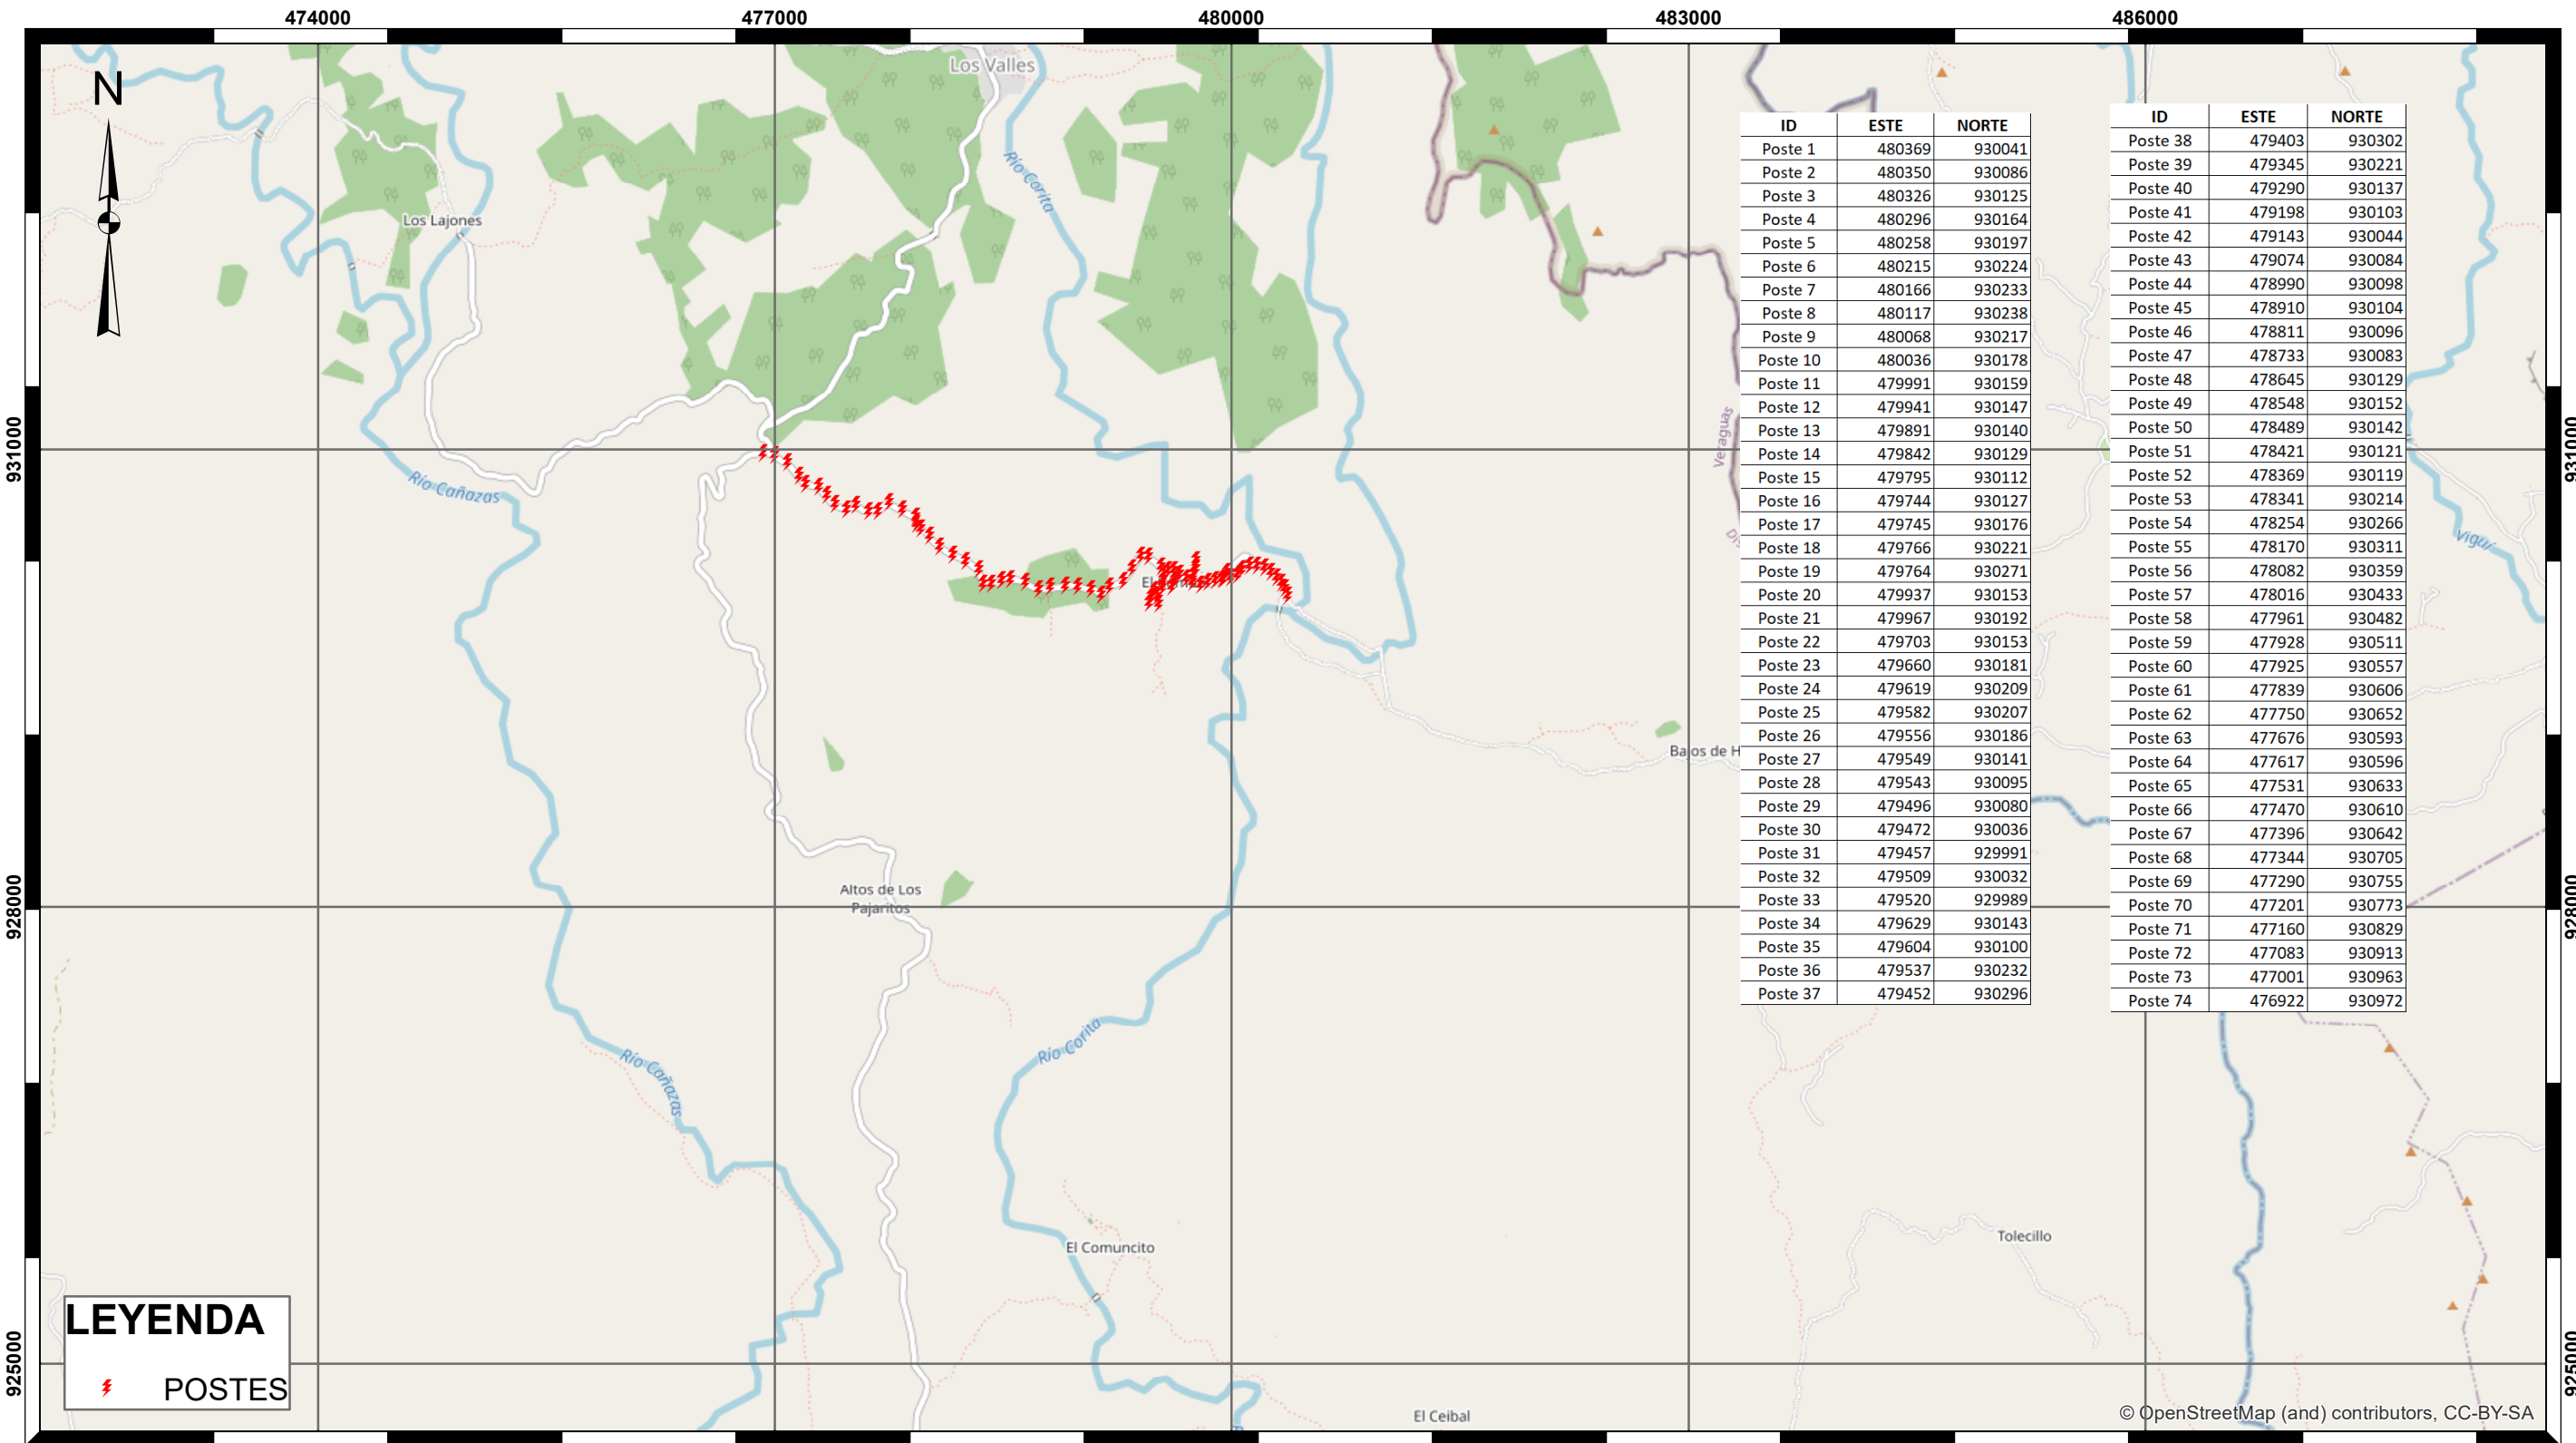 474000 477000 480000 483000 486000
N
Los Valles
Río Corita
Los Lajones
931000
931000
Río Cañazas
Veraguas
Viguí
Bajos de H
928000
928000
Altos de Los
Pajaritos
Río Cañazas
Río Corita
El Comuncito
Tolecillo
El Ceibal
925000
925000
ID ESTE NORTE
Poste 1 480369 930041
Poste 2 480350 930086
Poste 3 480326 930125
Poste 4 480296 930164
Poste 5 480258 930197
Poste 6 480215 930224
Poste 7 480166 930233
Poste 8 480117 930238
Poste 9 480068 930217
Poste 10 480036 930178
Poste 11 479991 930159
Poste 12 479941 930147
Poste 13 479891 930140
Poste 14 479842 930129
Poste 15 479795 930112
Poste 16 479744 930127
Poste 17 479745 930176
Poste 18 479766 930221
Poste 19 479764 930271
Poste 20 479937 930153
Poste 21 479967 930192
Poste 22 479703 930153
Poste 23 479660 930181
Poste 24 479619 930209
Poste 25 479582 930207
Poste 26 479556 930186
Poste 27 479549 930141
Poste 28 479543 930095
Poste 29 479496 930080
Poste 30 479472 930036
Poste 31 479457 929991
Poste 32 479509 930032
Poste 33 479520 929989
Poste 34 479629 930143
Poste 35 479604 930100
Poste 36 479537 930232
Poste 37 479452 930296
ID ESTE NORTE
Poste 38 479403 930302
Poste 39 479345 930221
Poste 40 479290 930137
Poste 41 479198 930103
Poste 42 479143 930044
Poste 43 479074 930084
Poste 44 478990 930098
Poste 45 478910 930104
Poste 46 478811 930096
Poste 47 478733 930083
Poste 48 478645 930129
Poste 49 478548 930152
Poste 50 478489 930142
Poste 51 478421 930121
Poste 52 478369 930119
Poste 53 478341 930214
Poste 54 478254 930266
Poste 55 478170 930311
Poste 56 478082 930359
Poste 57 478016 930433
Poste 58 477961 930482
Poste 59 477928 930511
Poste 60 477925 930557
Poste 61 477839 930606
Poste 62 477750 930652
Poste 63 477676 930593
Poste 64 477617 930596
Poste 65 477531 930633
Poste 66 477470 930610
Poste 67 477396 930642
Poste 68 477344 930705
Poste 69 477290 930755
Poste 70 477201 930773
Poste 71 477160 930829
Poste 72 477083 930913
Poste 73 477001 930963
Poste 74 476922 930972
LEYENDA
POSTES
© OpenStreetMap (and) contributors, CC-BY-SA